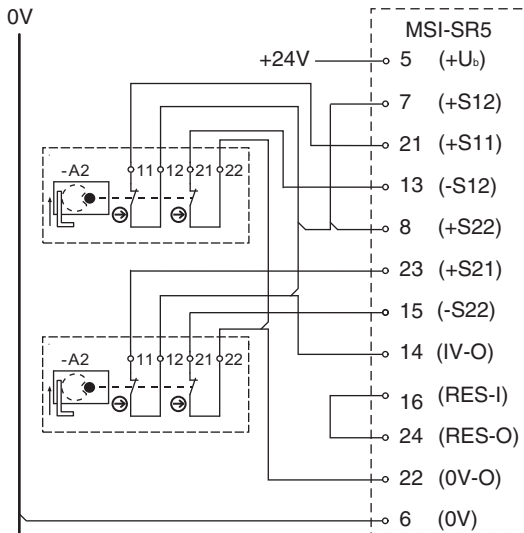 0V
MSI-SR5
+24V 5 (+Ub)
7 (+S12)
21 (+S11)
13 (-S12)
8 (+S22)
23 (+S21)
15 (-S22)
14 (IV-O)
16 (RES-I)
24 (RES-O)
22 (0V-O)
6 (0V)
-A2 11 12 21 22
-A2 11 12 21 22